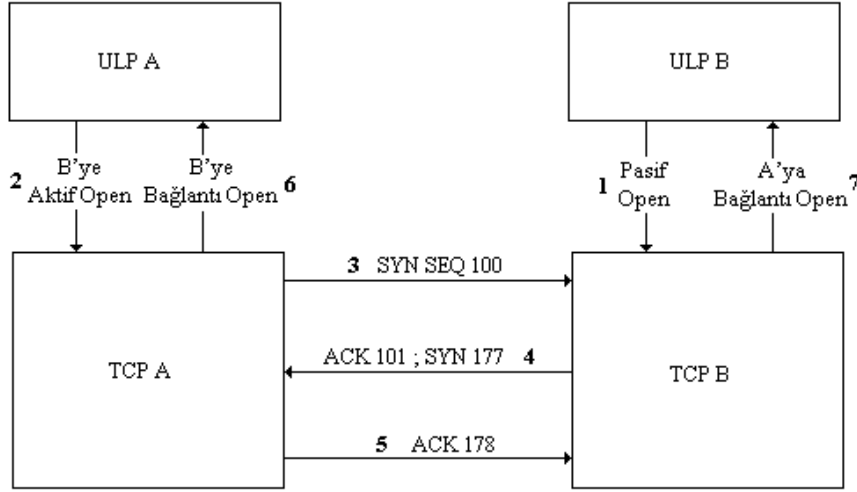 ULP A
ULP B
2
B'ye
Aktif Open
B'ye
Bağlantı Open
6
1
Pasif
Open
A'ya
Bağlantı Open
7
3 SYN SEQ 100
ACK 101 ; SYN 177 4
TCP A
TCP B
5 ACK 178